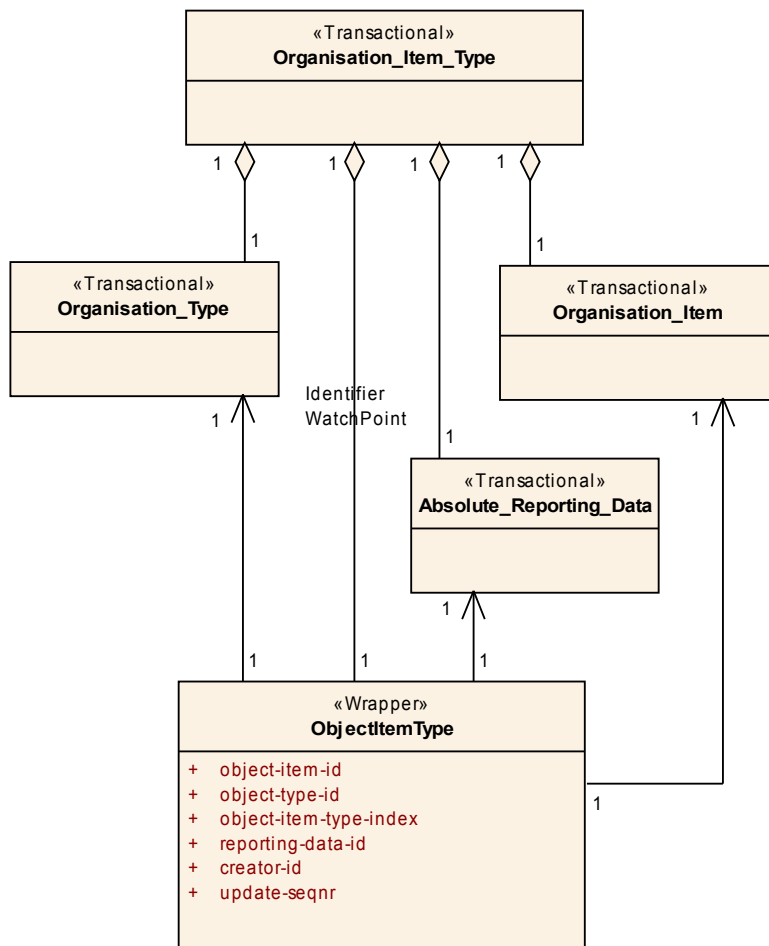 «Transactional»
Organisation_Item_Type
1
1
1
1
1
1
«Transactional»
Organisation_Type
«Transactional»
Organisation_Item
1
Identifier
WatchPoint
1
1
«Transactional»
Absolute_Reporting_Data
1
1
1
1
«Wrapper»
ObjectItemType
+ object-item-id
+ object-type-id
+ object-item-type-index
+ reporting-data-id
+ creator-id
+ update-seqnr
1